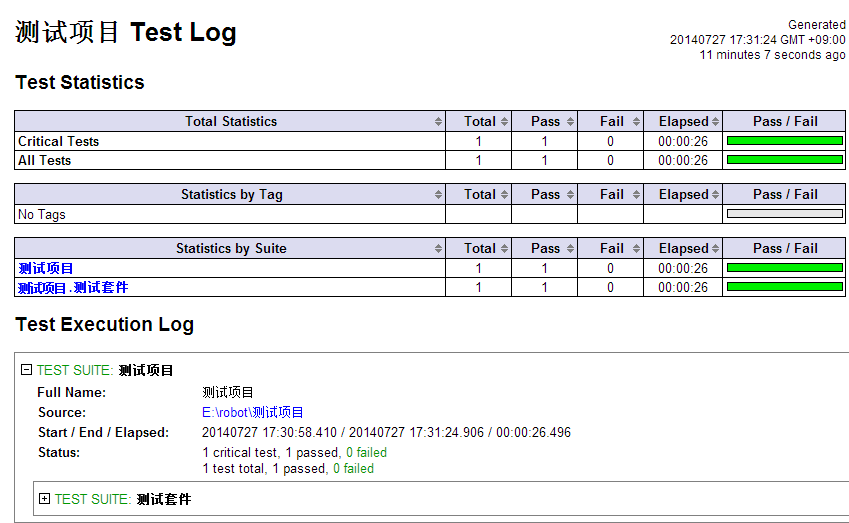 测试项目 Test Log
Generated
20140727 17:31:24 GMT +09:00
11 minutes 7 seconds ago
Test Statistics
Total Statistics Total Pass Fail Elapsed Pass / Fail
Critical Tests 1 1 0 00:00:26
All Tests 1 1 0 00:00:26
Statistics by Tag Total Pass Fail Elapsed Pass / Fail
No Tags
Statistics by Suite Total Pass Fail Elapsed Pass / Fail
测试项目 1 1 0 00:00:26
测试项目.测试套件 1 1 0 00:00:26
Test Execution Log
TEST SUITE: 测试项目
Full Name: 测试项目
Source: E:\robot\测试项目
Start / End / Elapsed: 20140727 17:30:58.410 / 20140727 17:31:24.906 / 00:00:26.496
Status: 1 critical test, 1 passed, 0 failed
1 test total, 1 passed, 0 failed
TEST SUITE: 测试套件